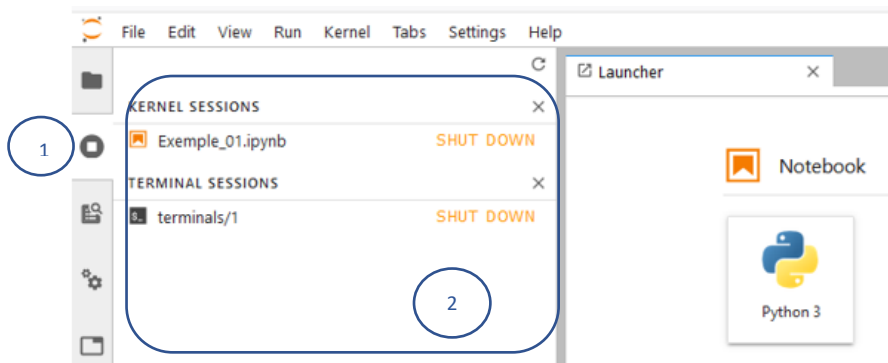 File Edit View Run Kernel Tabs Settings Help
Launcher
KERNEL SESSIONS
Exemple_01.ipynb SHUT DOWN
TERMINAL SESSIONS
$_ terminals/1 SHUT DOWN
1
2
Notebook
Python 3